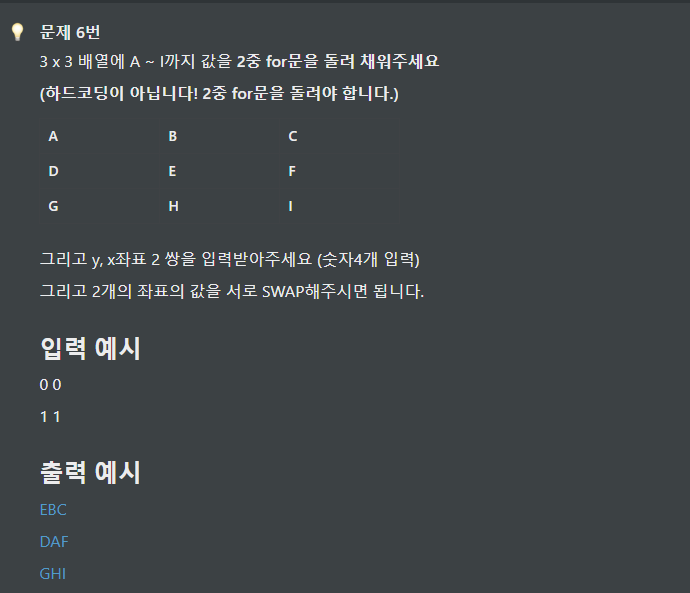 문제 6번
3 x 3 배열에 A ~ I까지 값을 2중 for문을 돌려 채워주세요
(하드코딩이 아닙니다! 2중 for문을 돌려야 합니다.)
A B C
D E F
G H I
그리고 y, x좌표 2 쌍을 입력받아주세요 (숫자4개 입력)
그리고 2개의 좌표의 값을 서로 SWAP해주시면 됩니다.
입력 예시
0 0
1 1
출력 예시
EBC
DAF
GHI